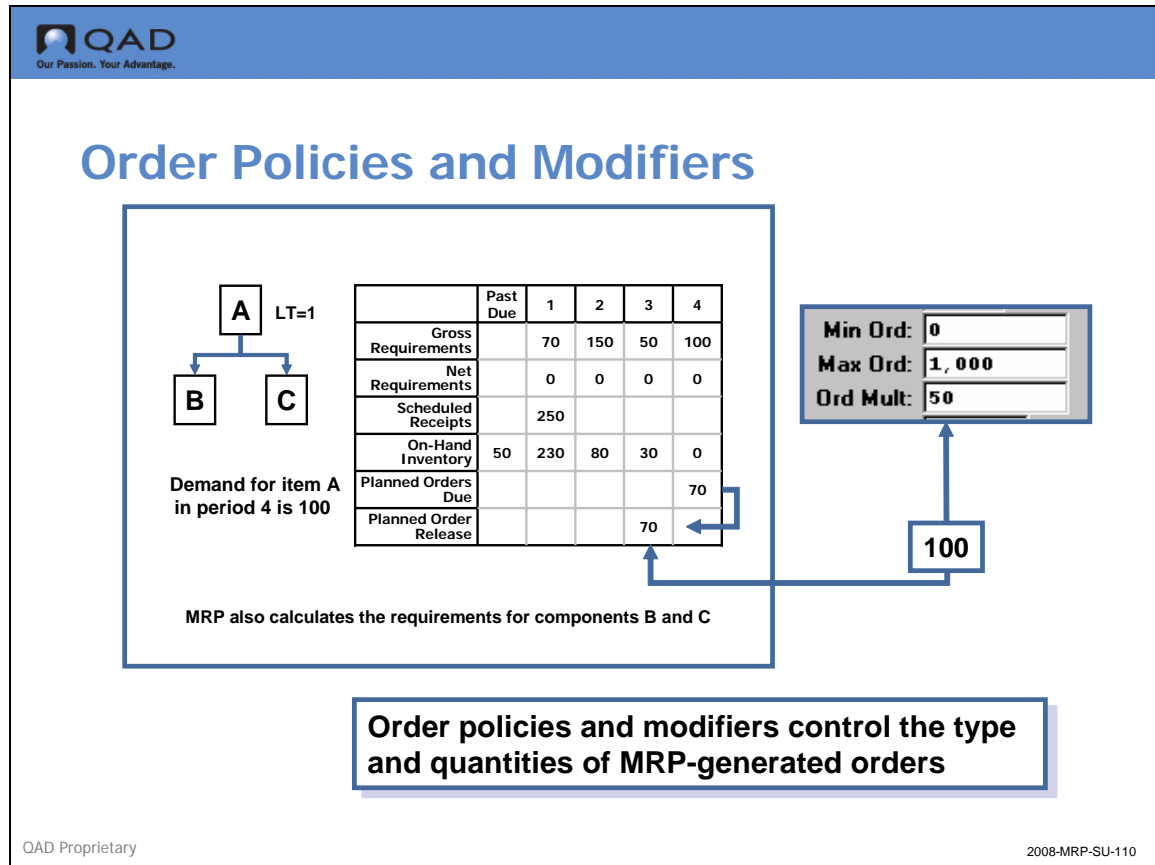 QAD
Our Passion. Your Advantage.
Order Policies and Modifiers
A LT=1
B C
Demand for item A
in period 4 is 100
Past Due 1 2 3 4
Gross Requirements 70 150 50 100
Net Requirements 0 0 0 0
Scheduled Receipts 250
On-Hand Inventory 50 230 80 30 0
Planned Orders Due 70
Planned Order Release 70
MRP also calculates the requirements for components B and C
Min Ord: 0
Max Ord: 1,000
Ord Mult: 50
100
Order policies and modifiers control the type
and quantities of MRP-generated orders
QAD Proprietary
2008-MRP-SU-110